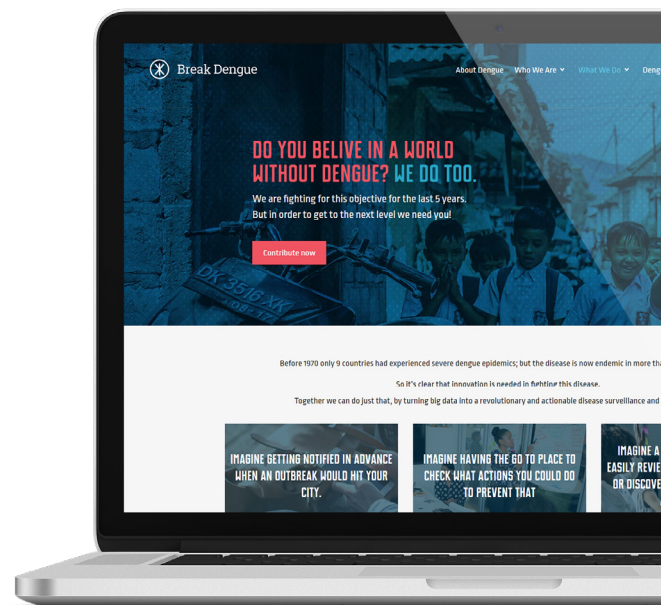 Break Dengue
About Dengue Who We Are What We Do
DO YOU BELIVE IN A WORLD
WITHOUT DENGUE? WE DO TOO.
We are fighting for this objective for the last 5 years.
But in order to get to the next level we need you!
Contribute now
DK 3516 XK
Before 1970 only 9 countries had experienced severe dengue epidemics; but the disease is now endemic in more
So it's clear that innovation is needed in fighting this disease.
Together we can do just that, by turning big data into a revolutionary and actionable disease surveillance and
IMAGINE GETTING NOTIFIED IN ADVANCE
WHEN AN OUTBREAK WOULD HIT YOUR
CITY.
IMAGINE HAVING THE GO TO PLACE TO
CHECK WHAT ACTIONS YOU COULD DO
TO PREVENT THAT
IMAGINE A
EASILY
OR